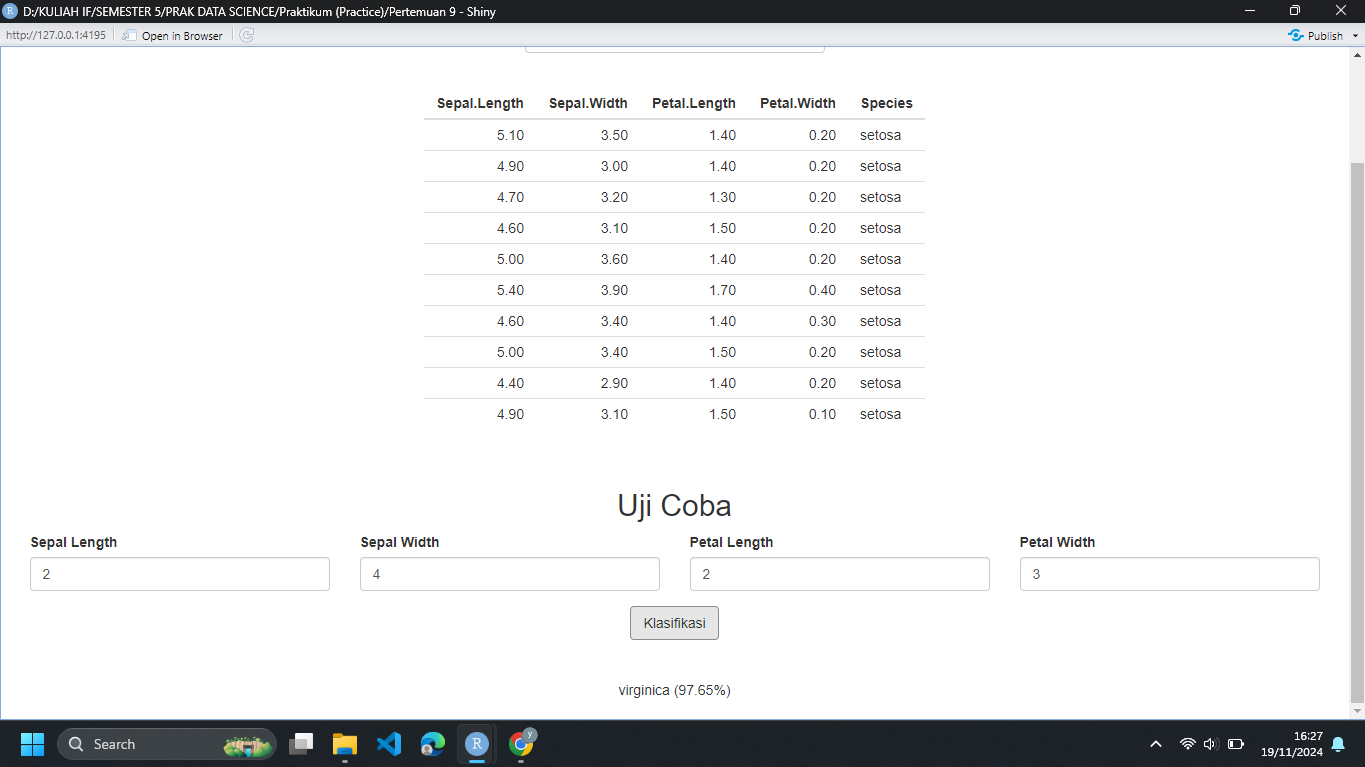 D:/KULIAH IF/SEMESTER 5/PRAK DATA SCIENCE/Praktikum (Practice)/Pertemuan 9 - Shiny
http://127.0.0.1:4195 Open in Browser Publish
Sepal.Length Sepal.Width Petal.Length Petal.Width Species
5.10 3.50 1.40 0.20 setosa
4.90 3.00 1.40 0.20 setosa
4.70 3.20 1.30 0.20 setosa
4.60 3.10 1.50 0.20 setosa
5.00 3.60 1.40 0.20 setosa
5.40 3.90 1.70 0.40 setosa
4.60 3.40 1.40 0.30 setosa
5.00 3.40 1.50 0.20 setosa
4.40 2.90 1.40 0.20 setosa
4.90 3.10 1.50 0.10 setosa
Uji Coba
Sepal Length Sepal Width Petal Length Petal Width
2 4 2 3
Klasifikasi
virginica (97.65%)
Search
16:27
19/11/2024